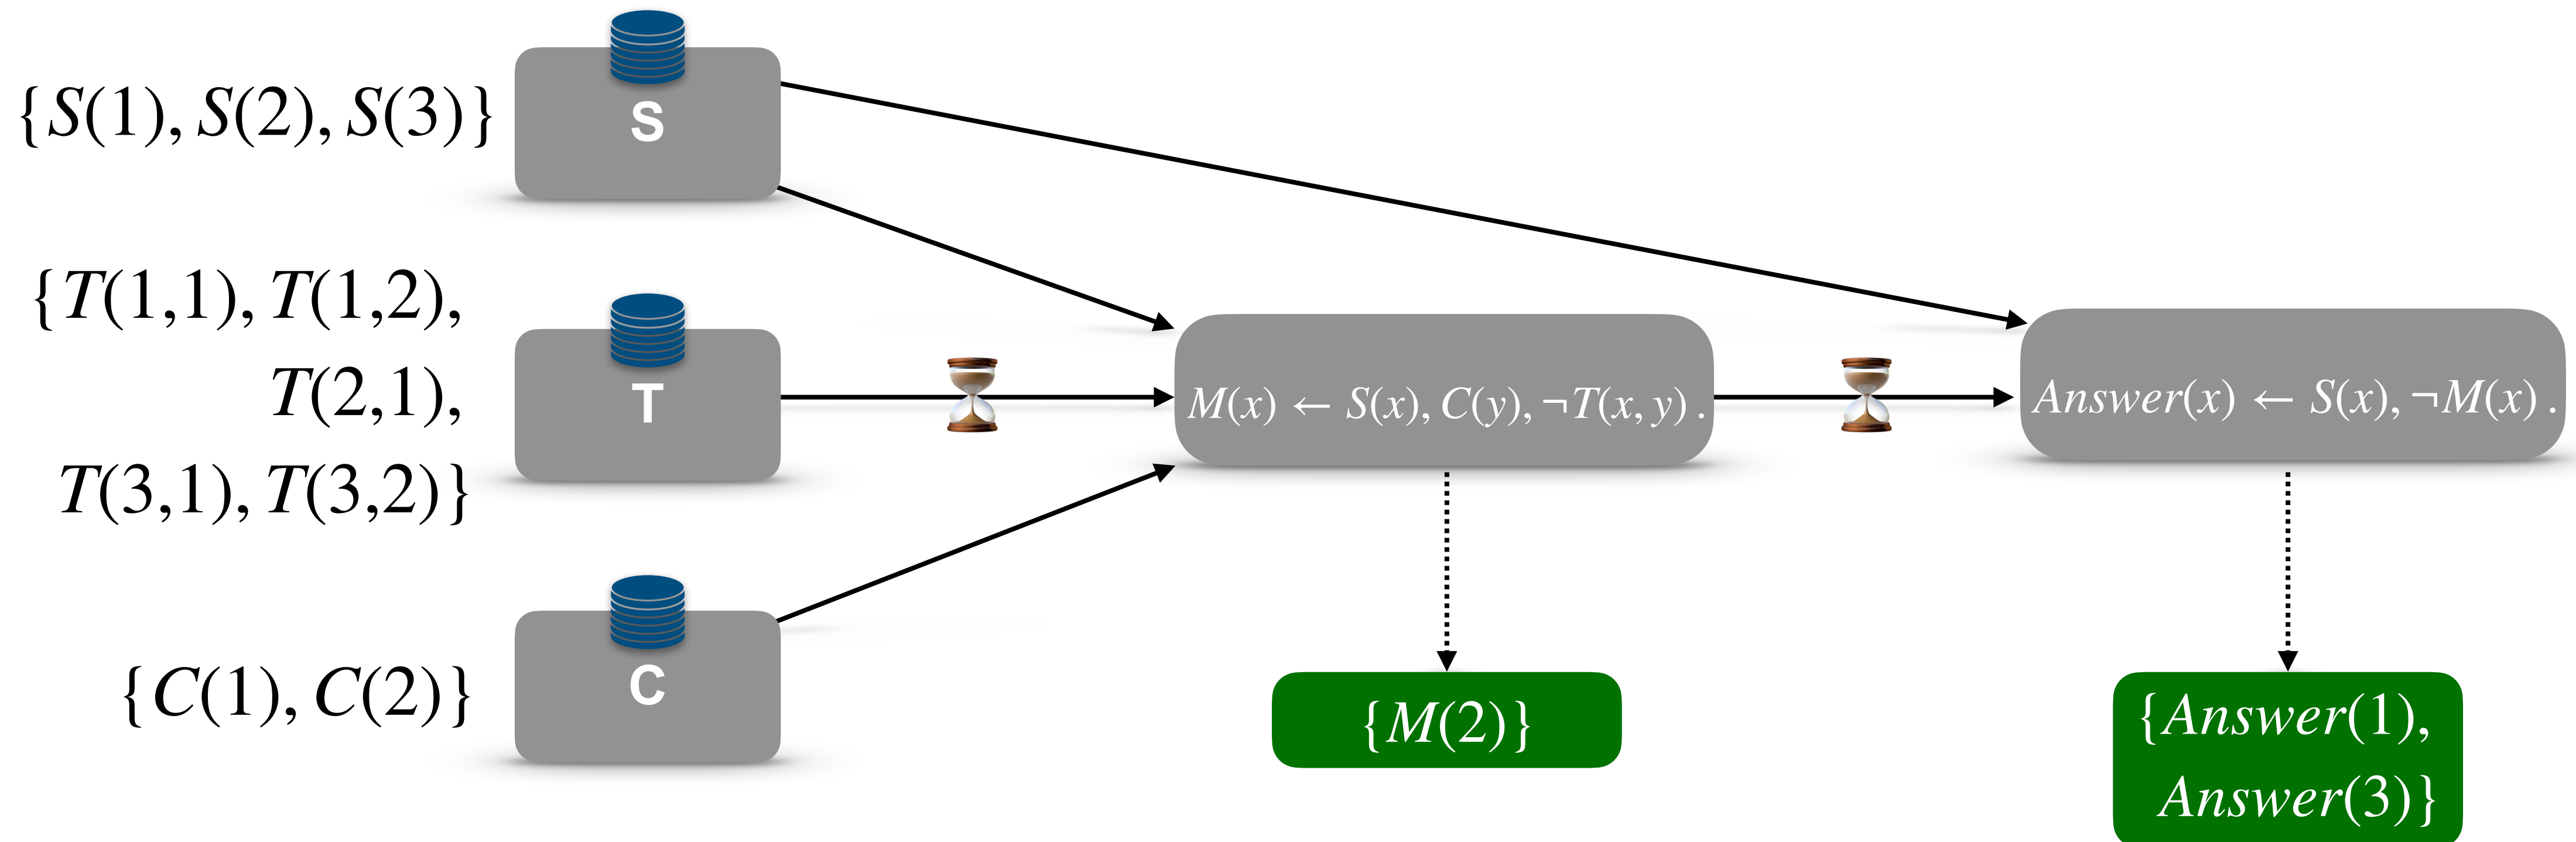 {S(1), S(2), S(3)}
S
{T(1,1), T(1,2),
T(2,1),
T(3,1), T(3,2)}
T
M(x) ← S(x), C(y), ¬T(x, y) .
Answer(x) ← S(x), ¬M(x) .
{C(1), C(2)}
C
{M(2)}
{Answer(1),
Answer(3)}